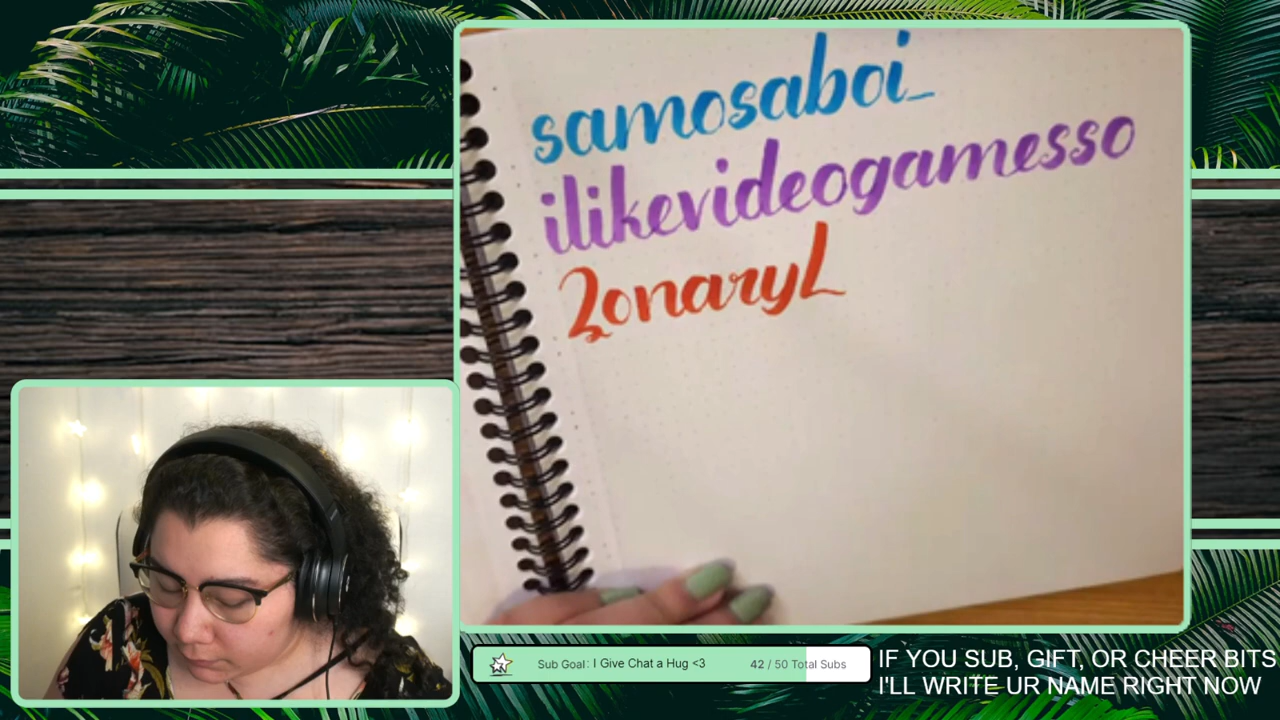 samosaboi_
ilikevideogamesso
ZonaryL
Sub Goal: I Give Chat a Hug <3
42 / 50 Total Subs
IF YOU SUB, GIFT, OR CHEER BITS
I'LL WRITE UR NAME RIGHT NOW